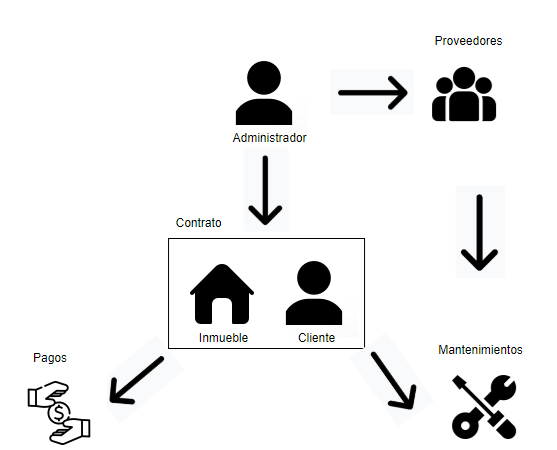 Proveedores
Administrador
Contrato
Inmueble
Cliente
Pagos
$
Mantenimientos